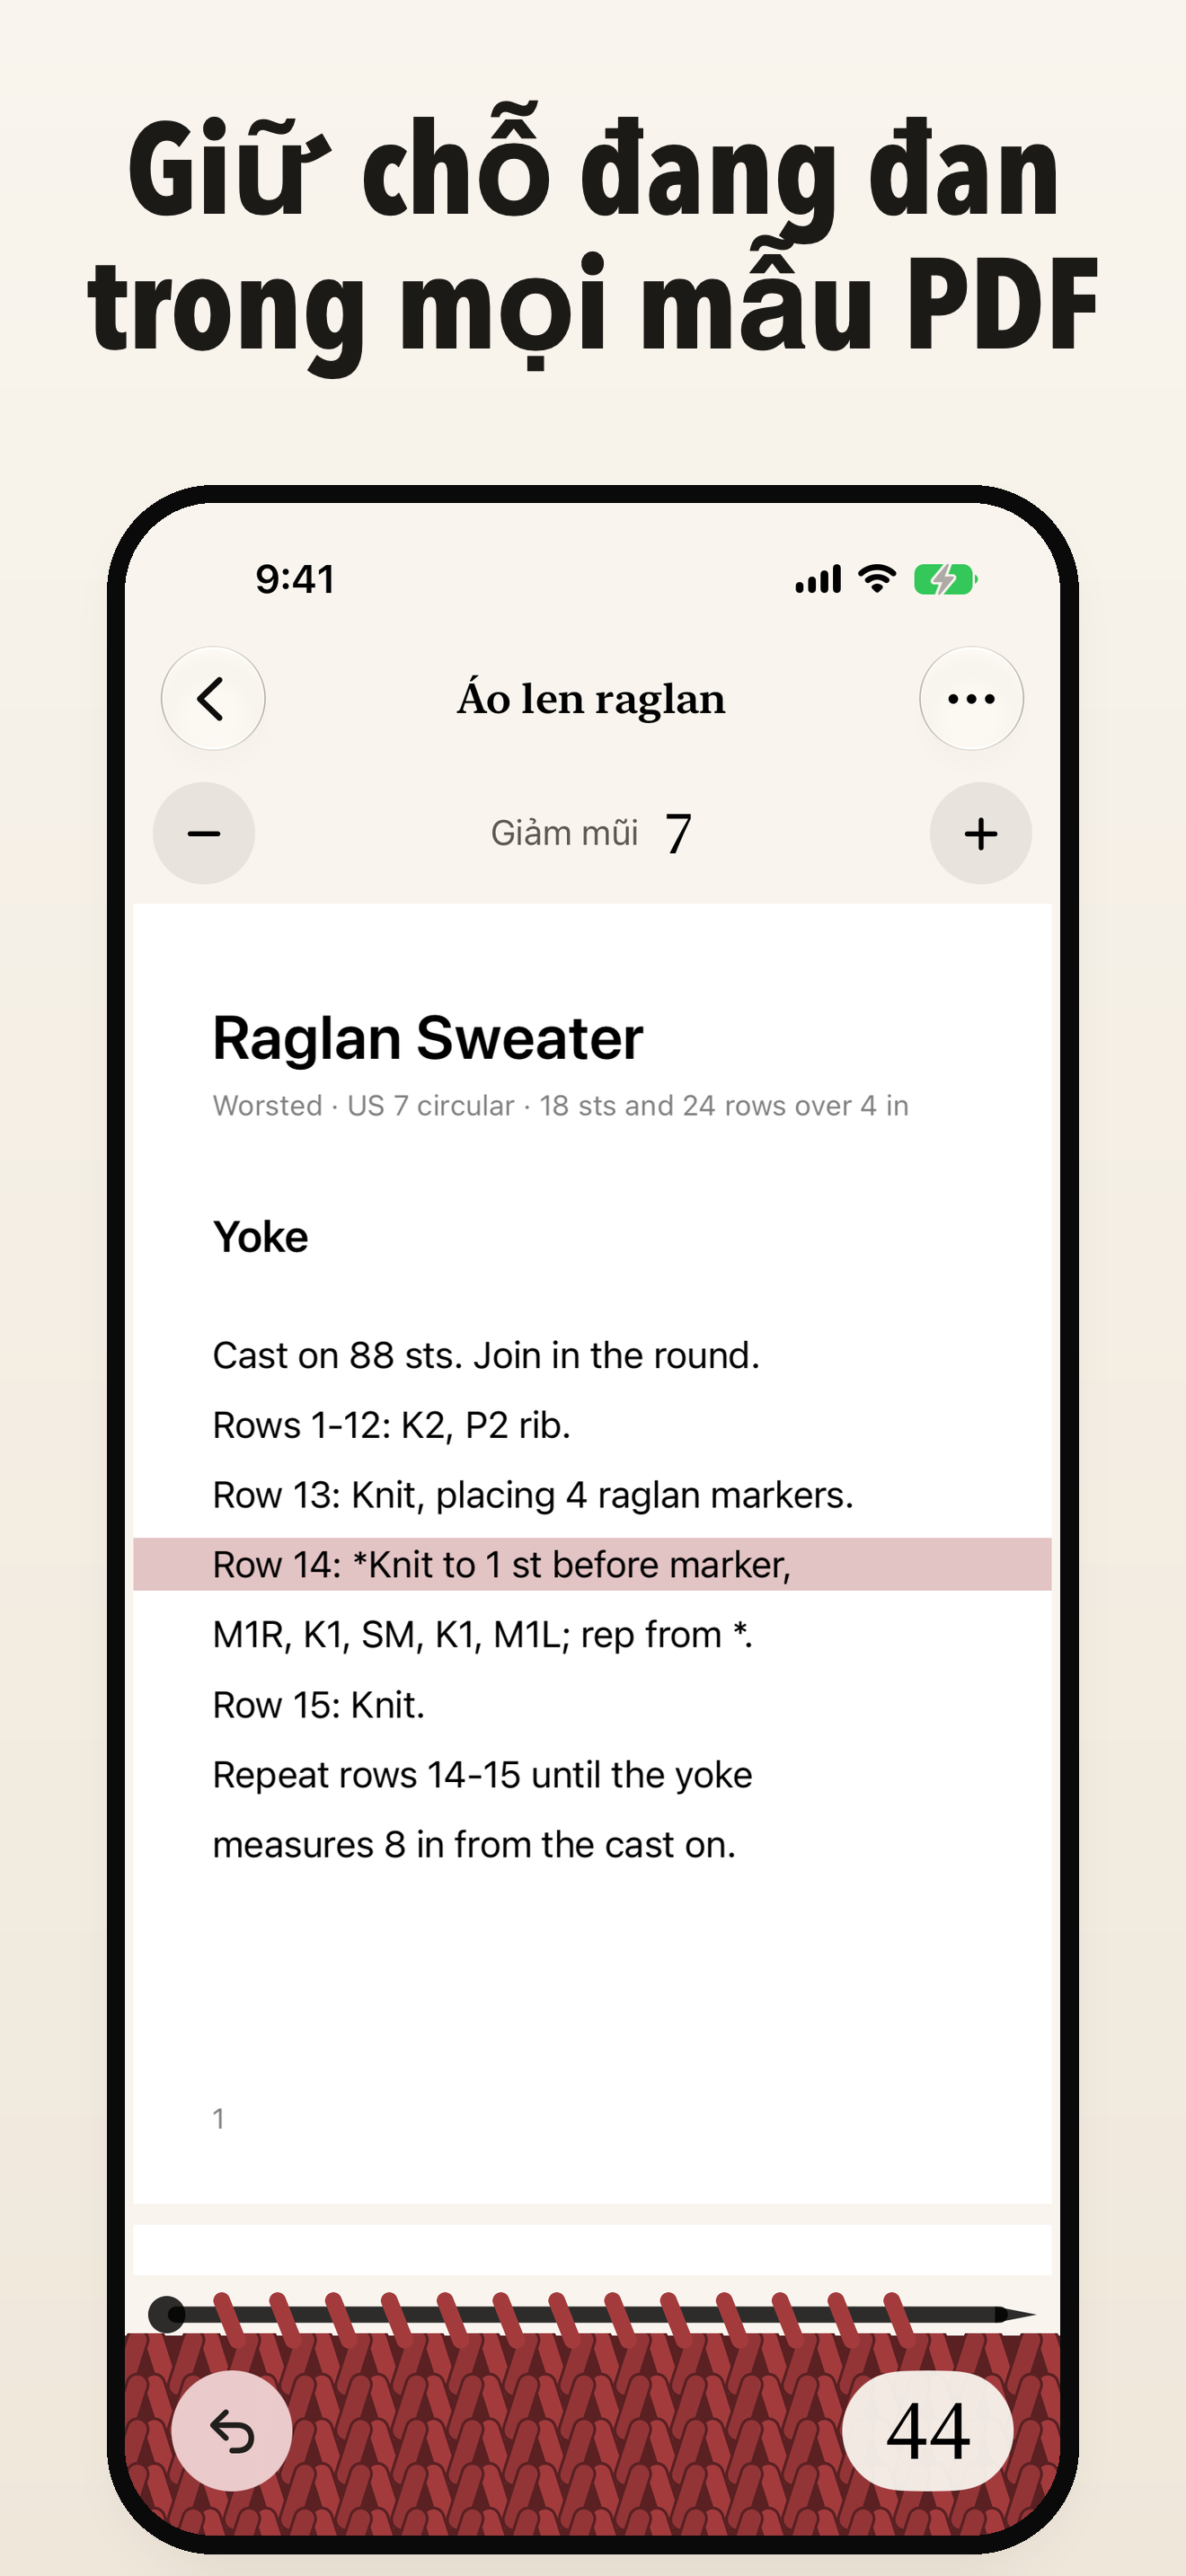 Giữ chỗ đang đan
trong mọi mẫu PDF
9:41
Áo len raglan
Giảm mũi 7
Raglan Sweater
Worsted · US 7 circular · 18 sts and 24 rows over 4 in
Yoke
Cast on 88 sts. Join in the round.
Rows 1-12: K2, P2 rib.
Row 13: Knit, placing 4 raglan markers.
Row 14: *Knit to 1 st before marker,
M1R, K1, SM, K1, M1L; rep from *.
Row 15: Knit.
Repeat rows 14-15 until the yoke
measures 8 in from the cast on.
1
44